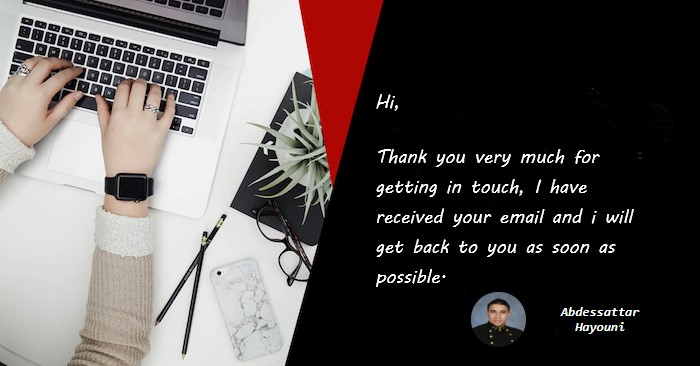 Hi,
Thank you very much for
getting in touch, I have
received your email and i will
get back to you as soon as
possible.
Abdessattar
Hayouni